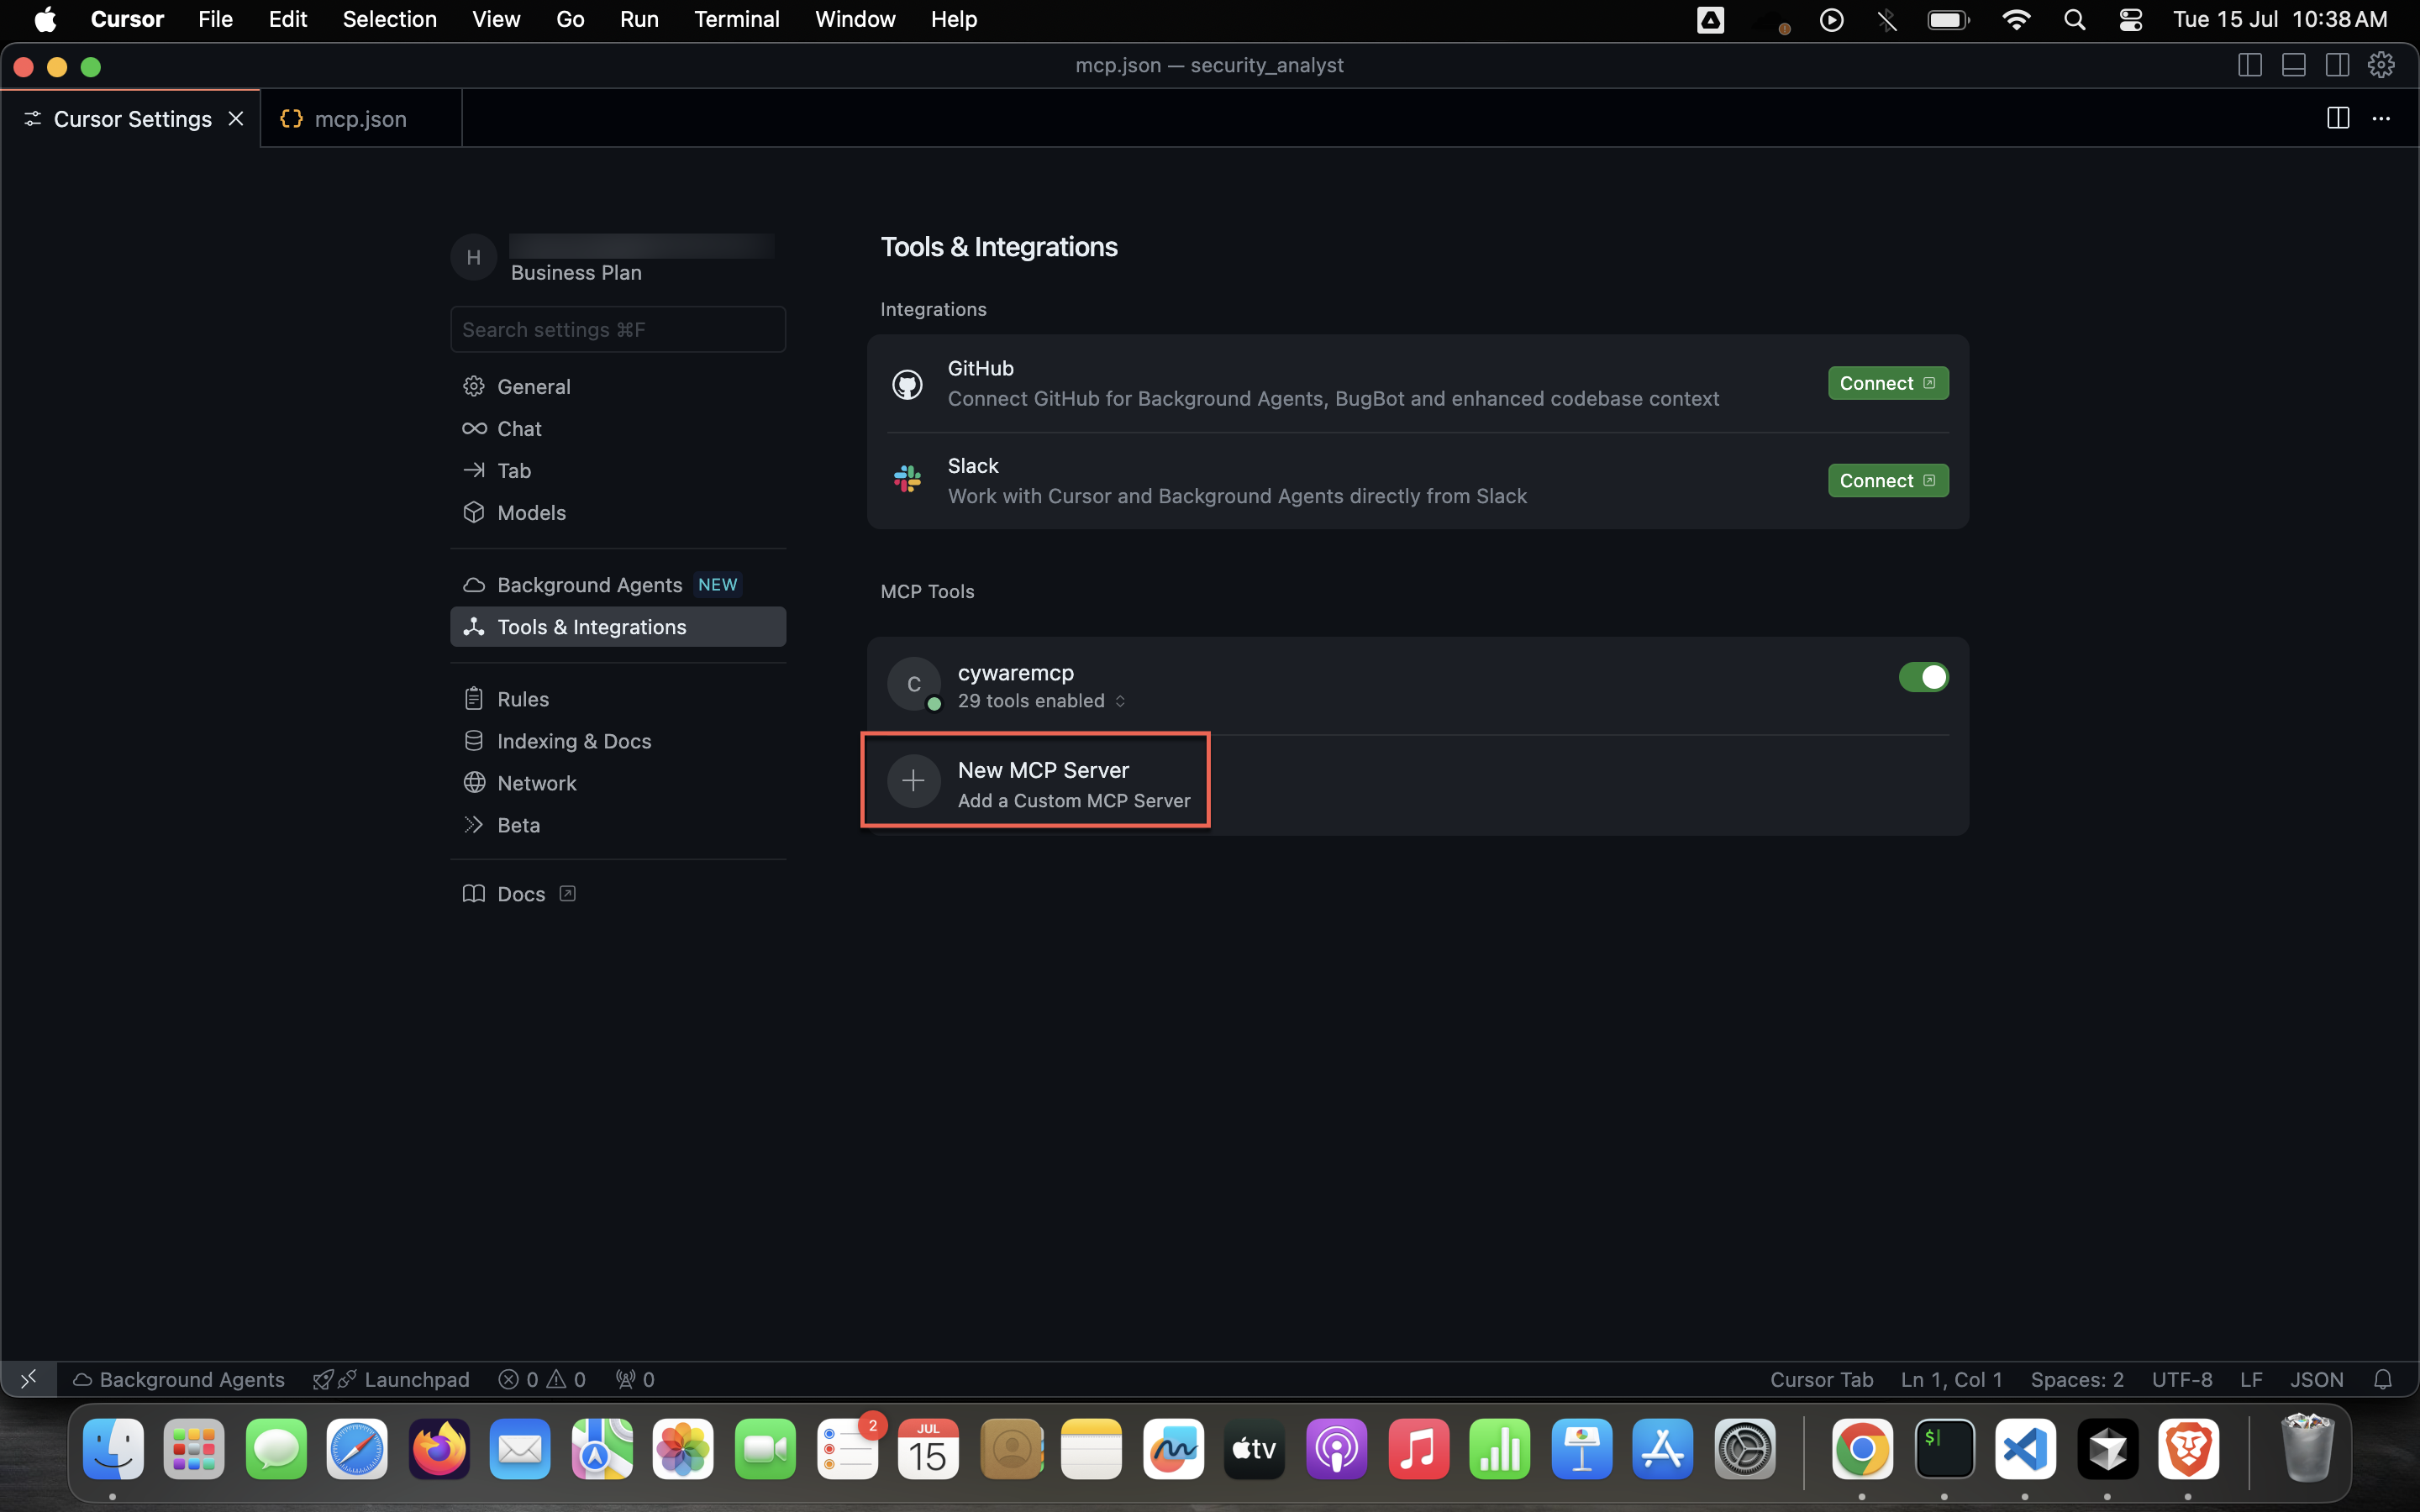 Cursor File Edit Selection View Go Run Terminal Window Help Tue 15 Jul 10:38 AM
mcp.json — security_analyst
Cursor Settings mcp.json
H
Business Plan
Search settings ⌘F
General
Chat
Tab
Models
Background Agents NEW
Tools & Integrations
Rules
Indexing & Docs
Network
Beta
Docs
Tools & Integrations
Integrations
GitHub
Connect GitHub for Background Agents, BugBot and enhanced codebase context
Connect
Slack
Work with Cursor and Background Agents directly from Slack
Connect
MCP Tools
C
cywaremcp
29 tools enabled
New MCP Server
Add a Custom MCP Server
Background Agents Launchpad 0 0 0 Cursor Tab Ln 1, Col 1 Spaces: 2 UTF-8 LF JSON
2
JUL
15
tv
$